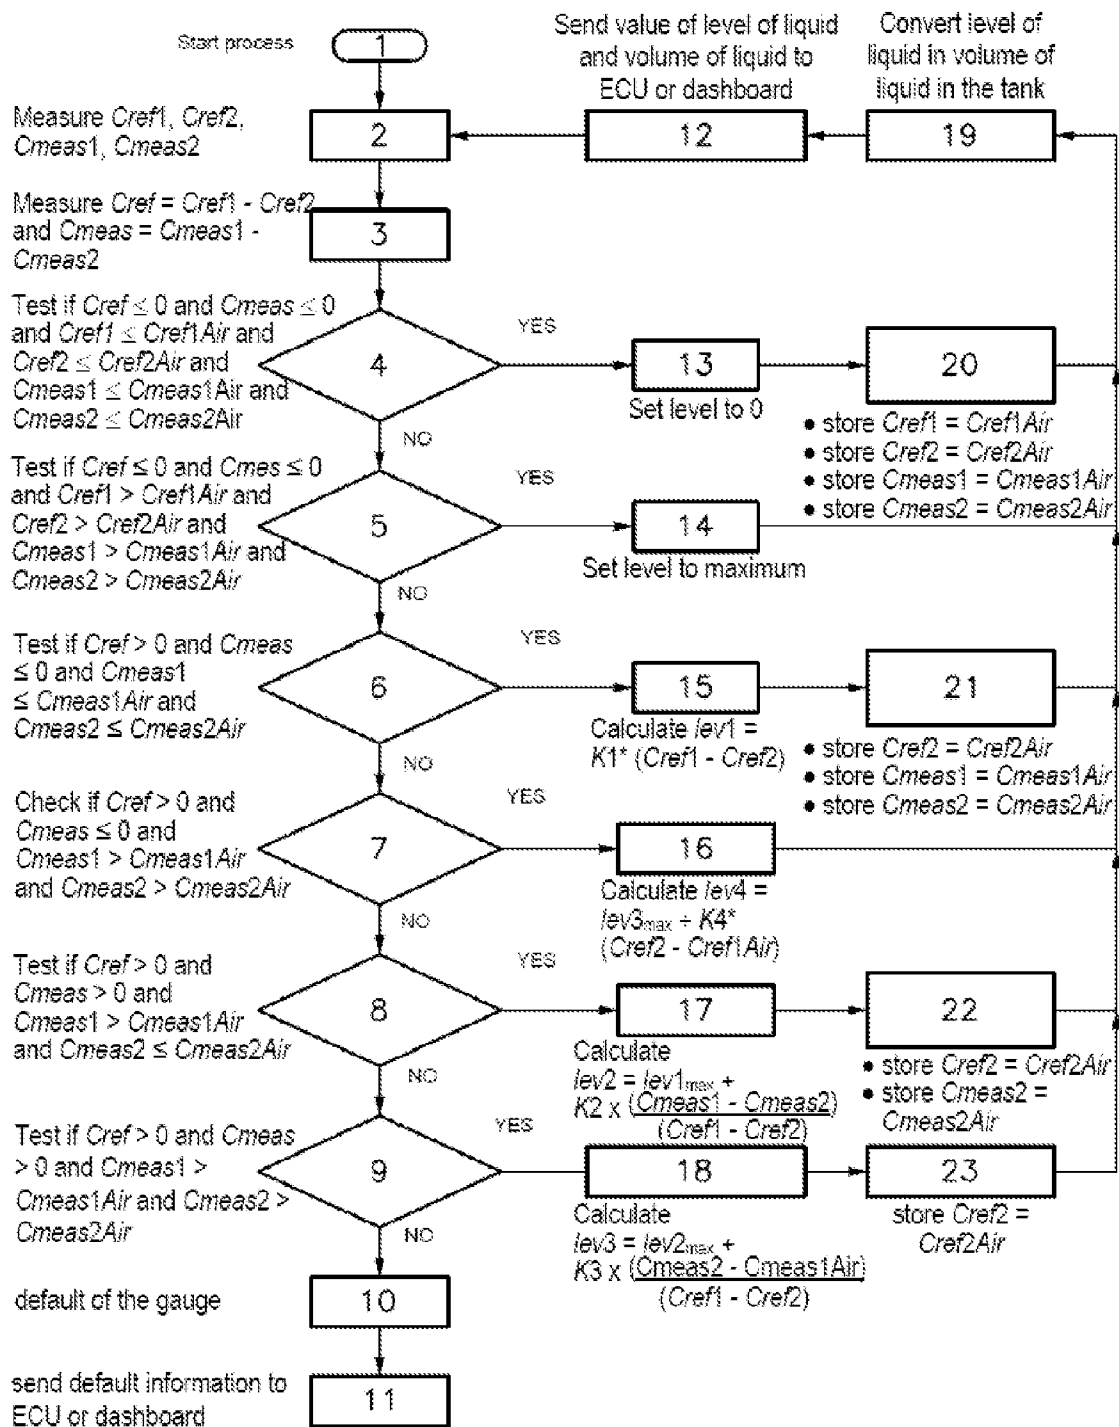 Start process
1
Send value of level of liquid
and volume of liquid to
ECU or dashboard
Convert level of
liquid in volume of
liquid in the tank
Measure Cref1, Cref2,
Cmeas1, Cmeas2
2
12
19
Measure Cref = Cref1 - Cref2
and Cmeas = Cmeas1 -
Cmeas2
3
Test if Cref ≤ 0 and Cmeas ≤ 0
and Cref1 ≤ Cref1Air and
Cref2 ≤ Cref2Air and
Cmeas1 ≤ Cmeas1Air and
Cmeas2 ≤ Cmeas2Air
4
YES
NO
13
Set level to 0
20
• store Cref1 = Cref1Air
• store Cref2 = Cref2Air
• store Cmeas1 = Cmeas1Air
• store Cmeas2 = Cmeas2Air
Test if Cref ≤ 0 and Cmes ≤ 0
and Cref1 > Cref1Air and
Cref2 > Cref2Air and
Cmeas1 > Cmeas1Air and
Cmeas2 > Cmeas2Air
5
YES
NO
14
Set level to maximum
Test if Cref > 0 and Cmeas
≤ 0 and Cmeas1
≤ Cmeas1Air and
Cmeas2 ≤ Cmeas2Air
6
YES
NO
15
Calculate lev1 =
K1* (Cref1 - Cref2)
21
• store Cref2 = Cref2Air
• store Cmeas1 = Cmeas1Air
• store Cmeas2 = Cmeas2Air
Check if Cref > 0 and
Cmeas ≤ 0 and
Cmeas1 > Cmeas1Air
and Cmeas2 > Cmeas2Air
7
YES
NO
16
Calculate lev4 =
lev3max + K4*
(Cref2 - Cref1Air)
Test if Cref > 0 and
Cmeas > 0 and
Cmeas1 > Cmeas1Air
and Cmeas2 ≤ Cmeas2Air
8
YES
NO
17
Calculate
lev2 = lev1max +
K2 x (Cmeas1 - Cmeas2)
(Cref1 - Cref2)
22
• store Cref2 = Cref2Air
• store Cmeas2 =
Cmeas2Air
Test if Cref > 0 and Cmeas
> 0 and Cmeas1 >
Cmeas1Air and Cmeas2 >
Cmeas2Air
9
YES
NO
18
Calculate
lev3 = lev2max +
K3 x (Cmeas2 - Cmeas1Air)
(Cref1 - Cref2)
23
store Cref2 =
Cref2Air
default of the gauge
10
send default information to
ECU or dashboard
11